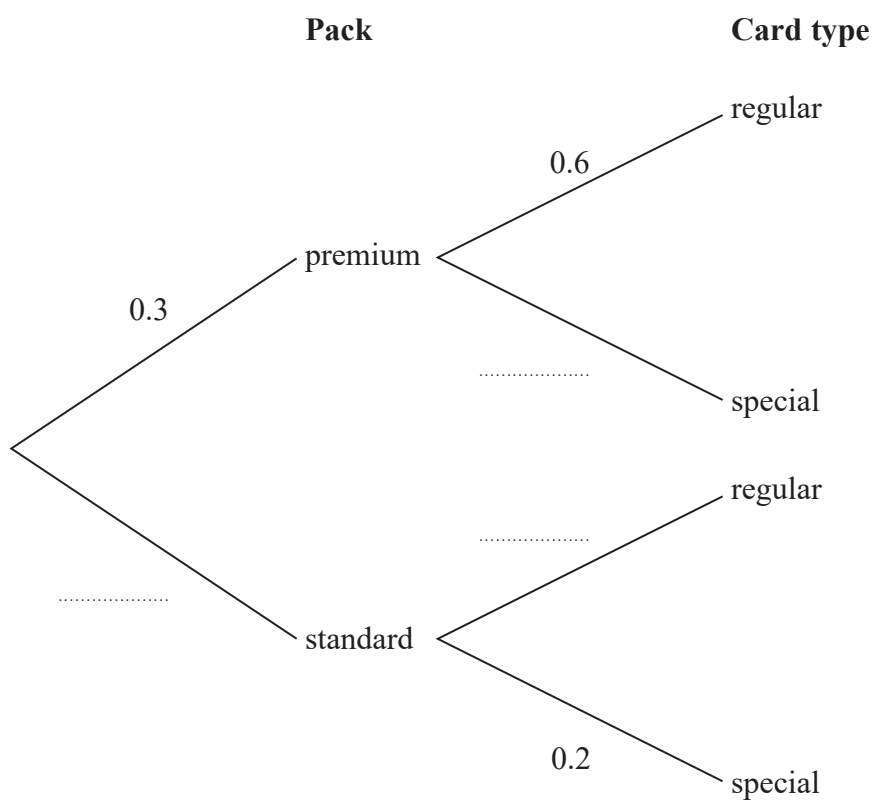 Pack Card type
regular
0.6
premium
0.3
....................
special
regular
....................
....................
standard
0.2
special